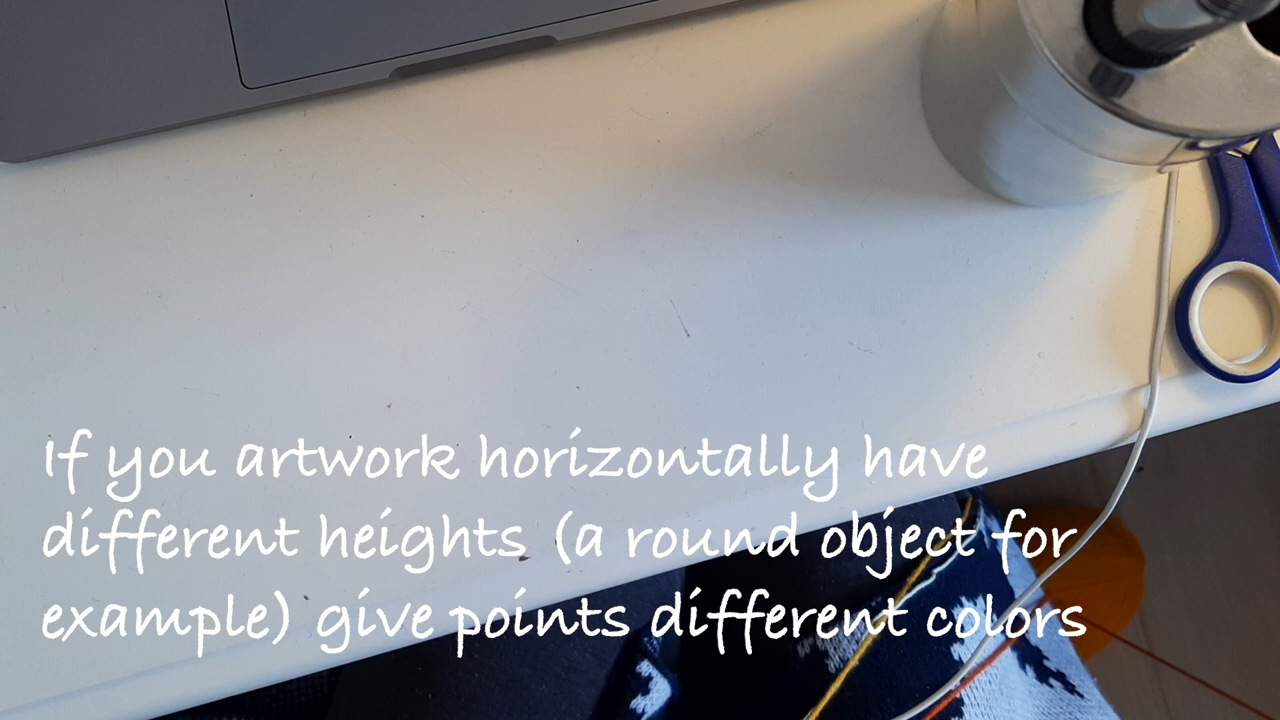 If you artwork horizontally have
different heights (a round object for
example) give points different colors